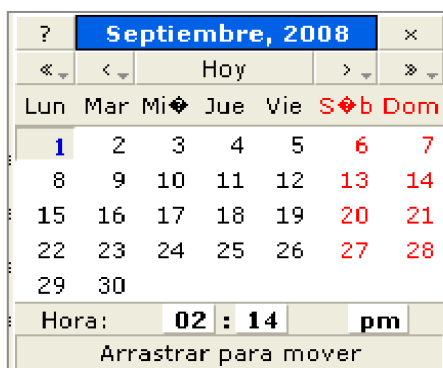 ? Septiembre, 2008 ×
« ‹ Hoy › »
Lun Mar Mi� Jue Vie S�b Dom
1 2 3 4 5 6 7
8 9 10 11 12 13 14
15 16 17 18 19 20 21
22 23 24 25 26 27 28
29 30
Hora: 02 : 14 pm
Arrastrar para mover